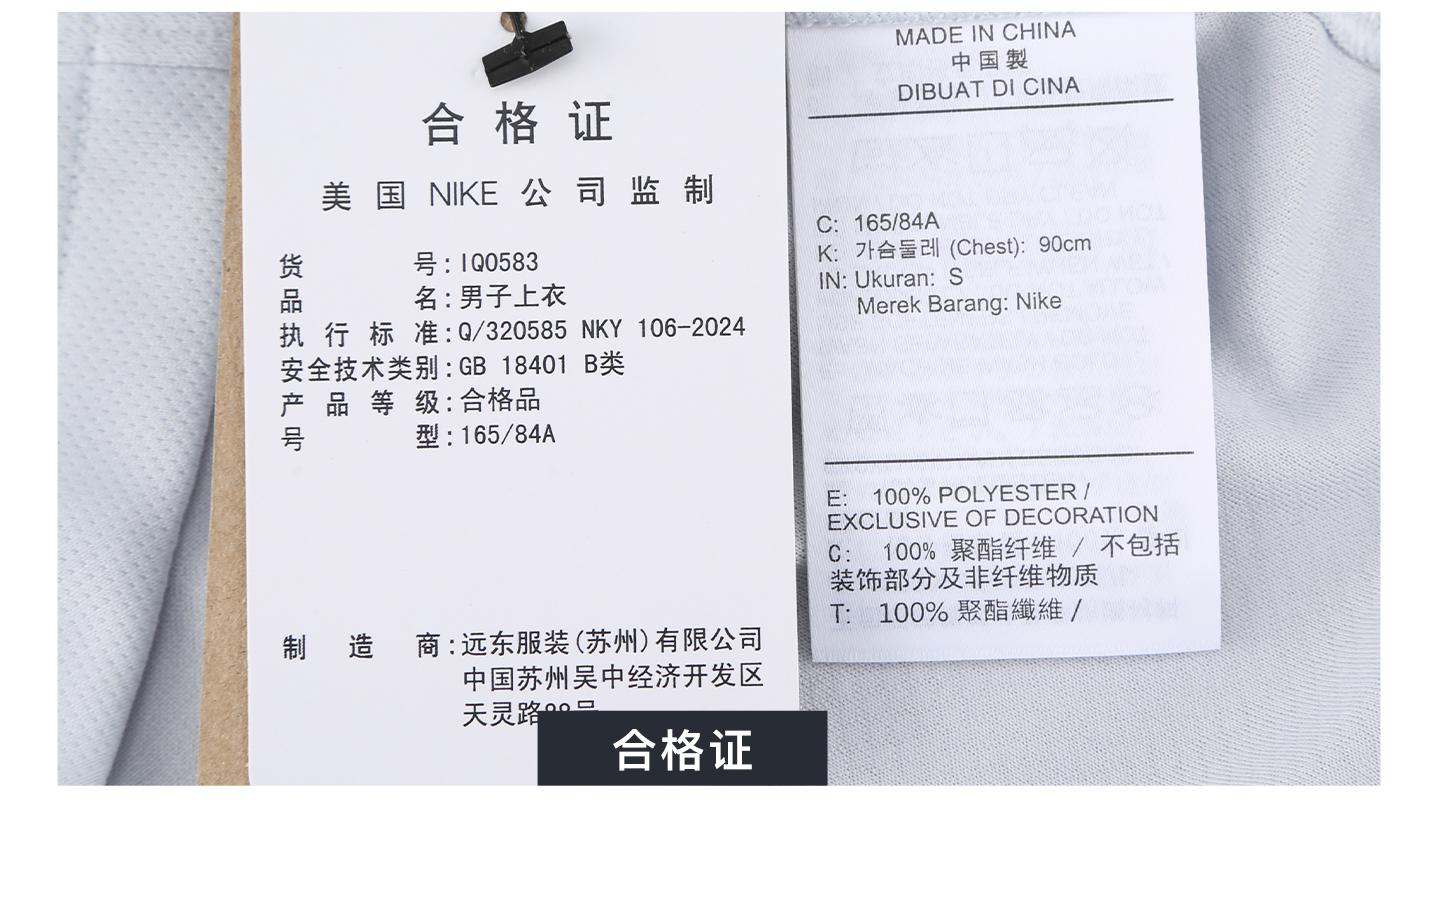 合格证
美国 NIKE 公司监制
货号:IQ0583
品名:男子上衣
执行标准:Q/320585 NKY 106-2024
安全技术类别:GB 18401 B类
产品等级:合格品
号型:165/84A
制造商:远东服装(苏州)有限公司
中国苏州吴中经济开发区
天灵路88号
MADE IN CHINA
中国製
DIBUAT DI CINA
C: 165/84A
K: 가슴둘레 (Chest): 90cm
IN: Ukuran: S
Merek Barang: Nike
E: 100% POLYESTER /
EXCLUSIVE OF DECORATION
C: 100% 聚酯纤维 / 不包括
装饰部分及非纤维物质
T: 100% 聚酯纖維 /
合格证